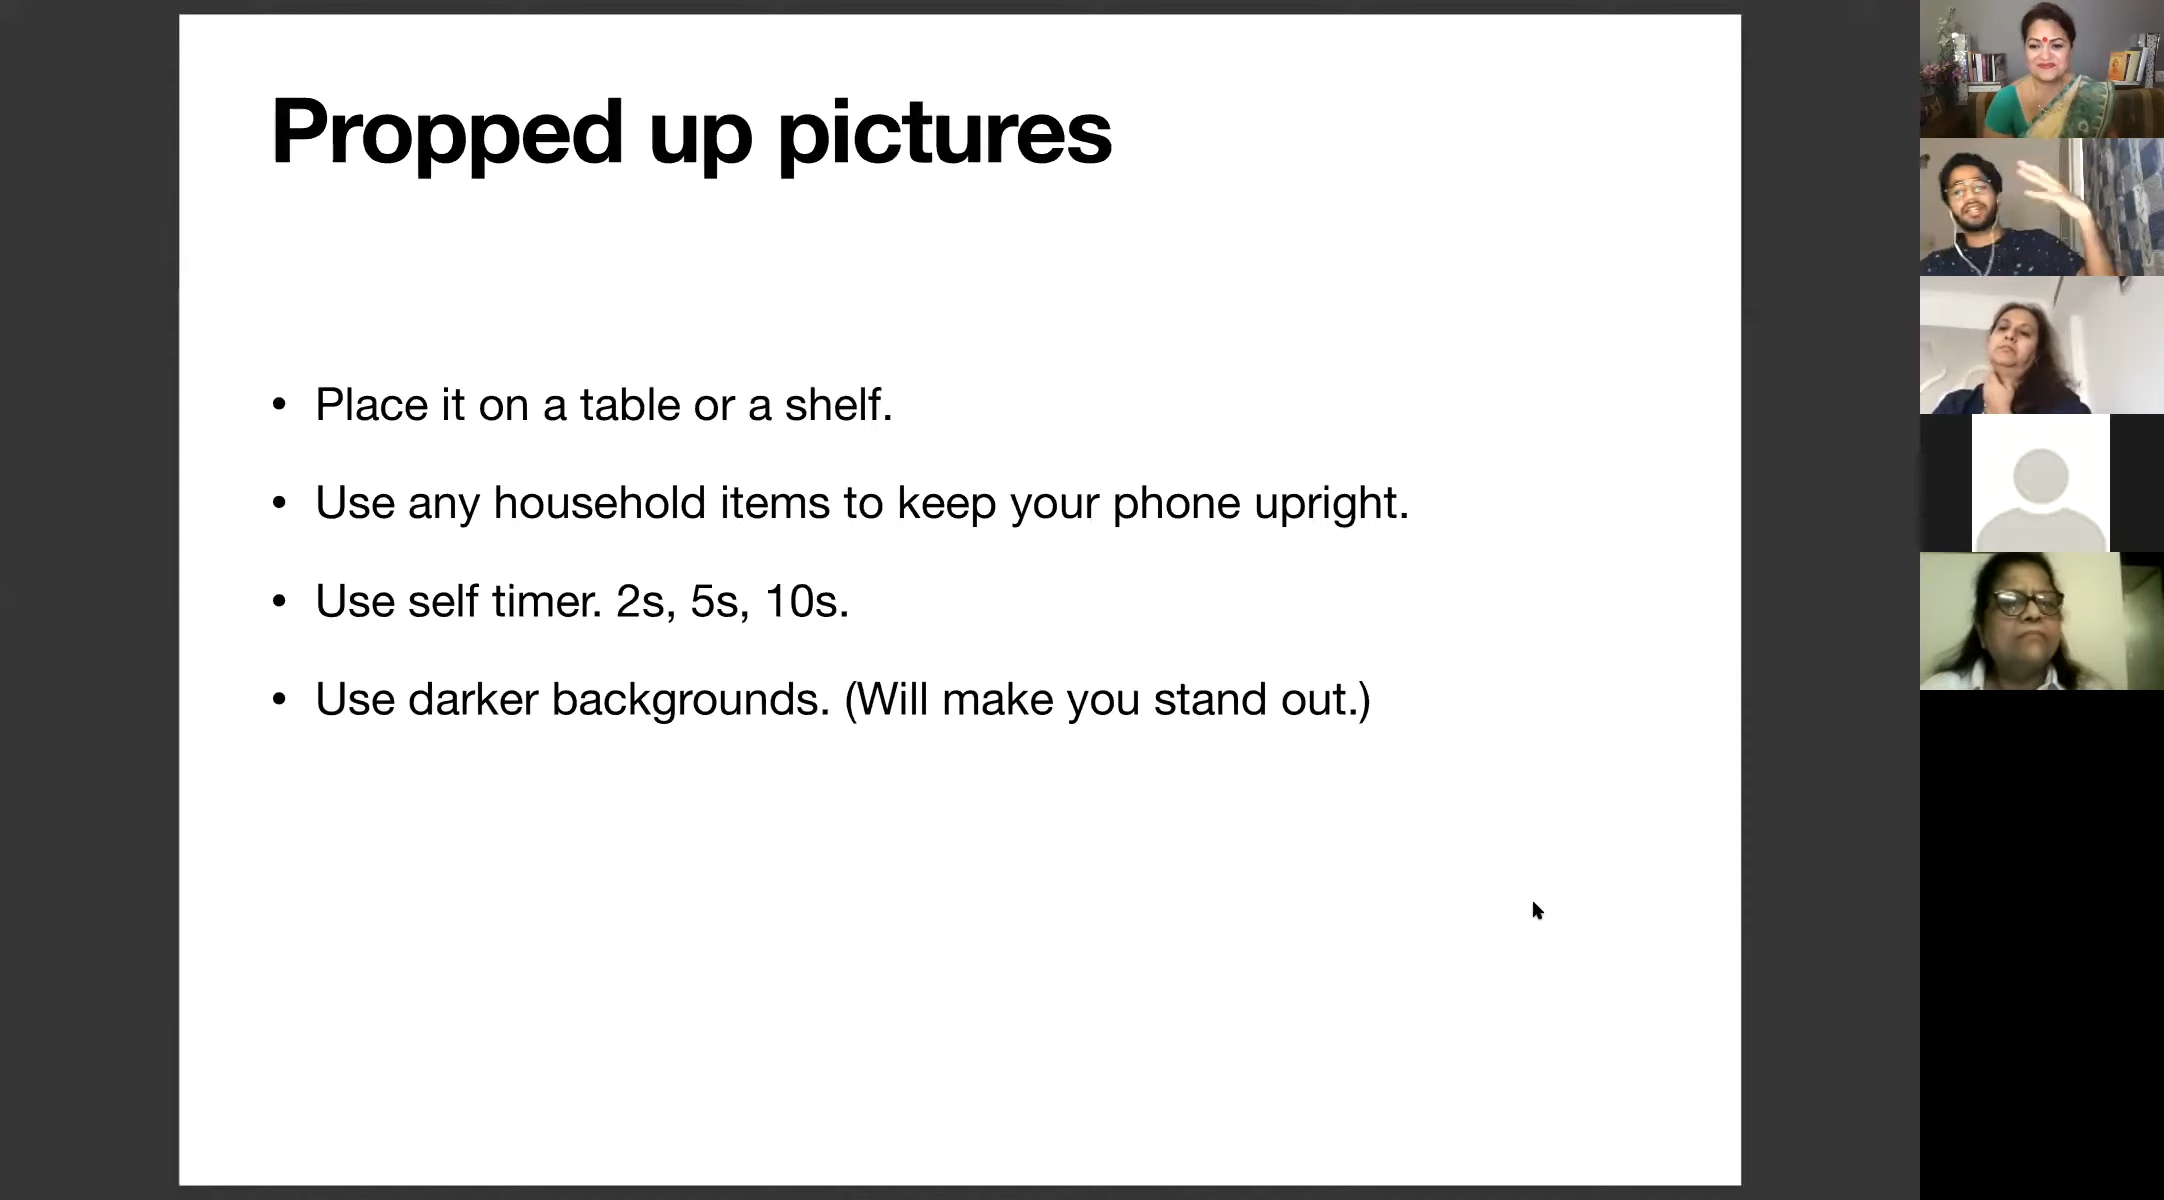 Propped up pictures
• Place it on a table or a shelf.
• Use any household items to keep your phone upright.
• Use self timer. 2s, 5s, 10s.
• Use darker backgrounds. (Will make you stand out.)